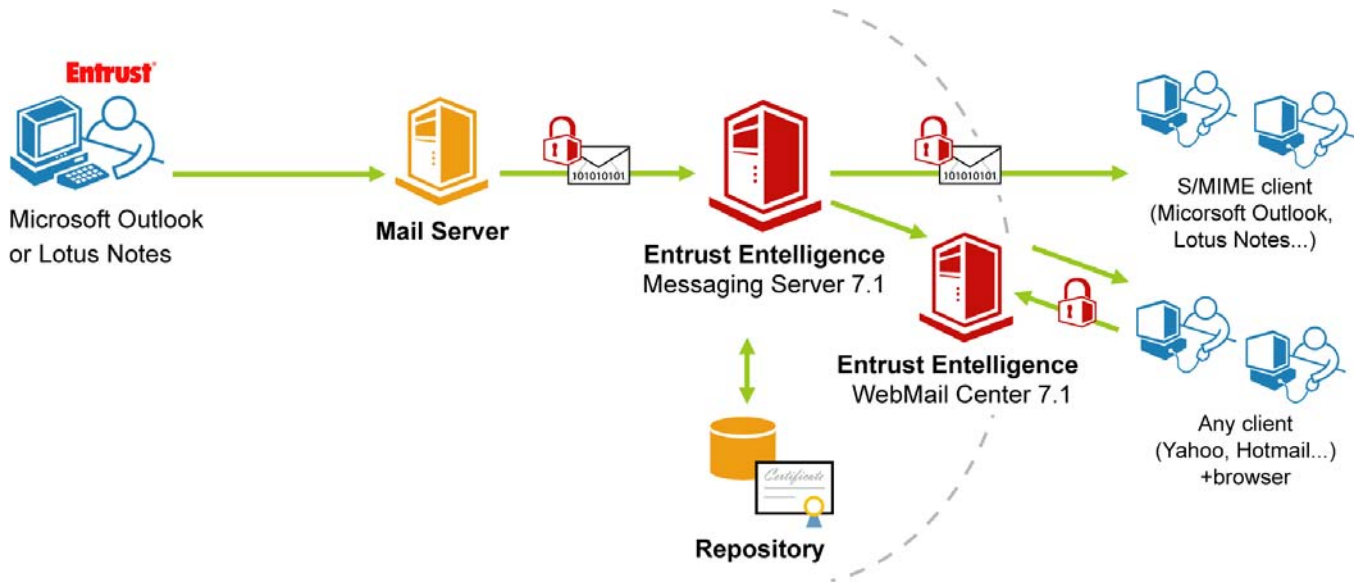 Entrust®
Microsoft Outlook
or Lotus Notes
Mail Server
101010101
Entrust Entelligence
Messaging Server 7.1
101010101
S/MIME client
(Micorsoft Outlook,
Lotus Notes...)
Entrust Entelligence
WebMail Center 7.1
Any client
(Yahoo, Hotmail...)
+browser
Certificate
Repository